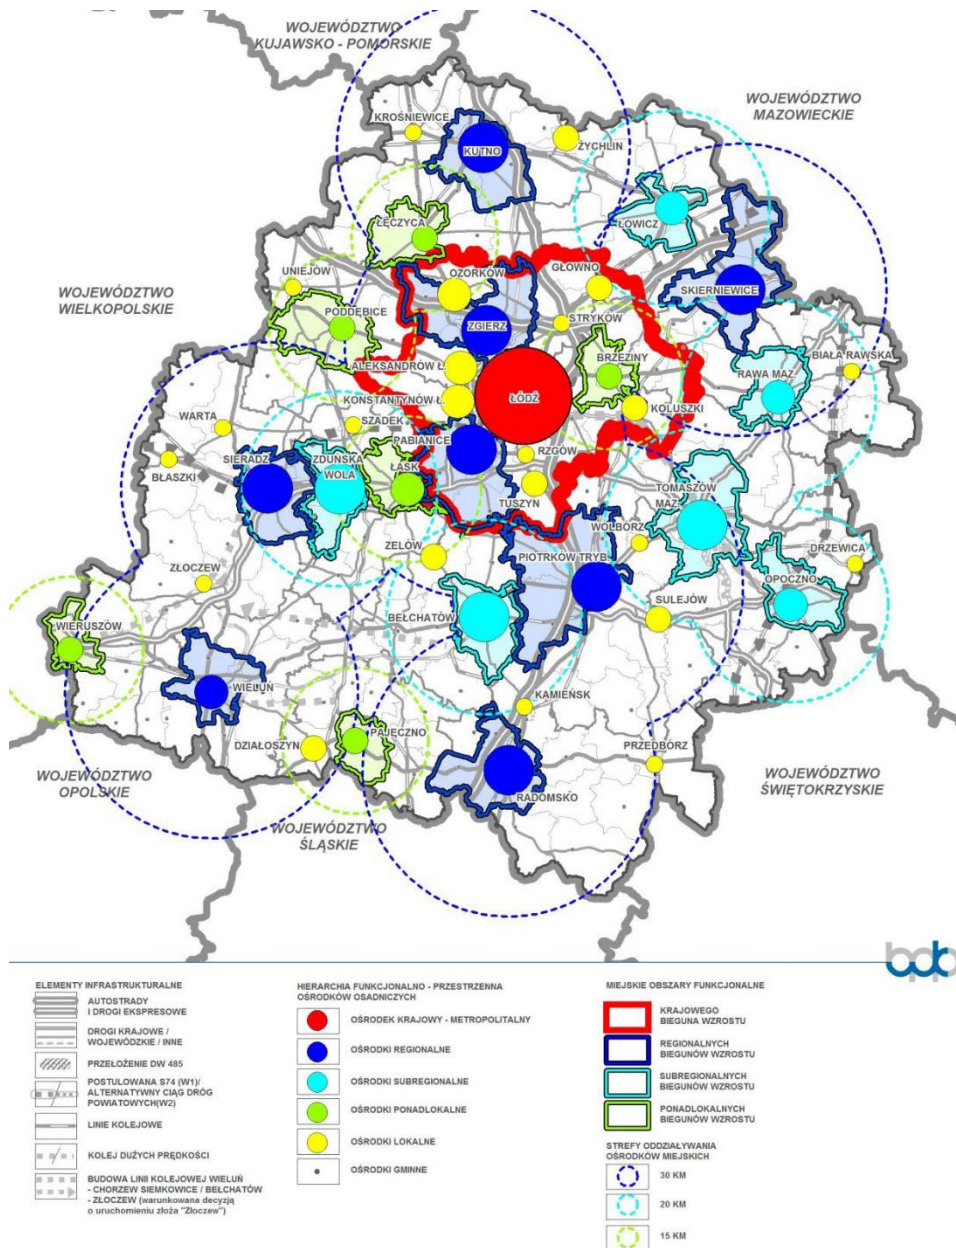 WOJEWÓDZTWO
KUJAWSKO - POMORSKIE
WOJEWÓDZTWO
MAZOWIECKIE
KROŚNIEWICE
ŻYCHLIN
KUTNO
ŁĘCZYCA
ŁOWICZ
UNIEJÓW
OZORKÓW
GŁOWNO
SKIERNIEWICE
WOJEWÓDZTWO
WIELKOPOLSKIE
PODDĘBICE
ZGIERZ
STRYKÓW
BRZEZINY
BIAŁA RAWSKA
ALEKSANDRÓW Ł.
RAWA MAZ.
KONSTANTYNÓW Ł.
ŁÓDŹ
KOLUSZKI
WARTA
SZADEK
PABIANICE
RZGÓW
SIERADZ
ZDUŃSKA
WOLA
ŁASK
BŁASZKI
TUSZYN
TOMASZÓW
MAZ.
WOLBÓRZ
ZELÓW
PIOTRKÓW TRYB.
DRZEWICA
ZŁOCZEW
OPOCZNO
BEŁCHATÓW
SULEJÓW
WIERUSZÓW
WIELUŃ
KAMIEŃSK
PAJĘCZNO
DZIAŁOSZYN
PRZEDBÓRZ
RADOMSKO
WOJEWÓDZTWO
OPOLSKIE
WOJEWÓDZTWO
ŚLĄSKIE
WOJEWÓDZTWO
ŚWIĘTOKRZYSKIE
bpp
ELEMENTY INFRASTRUKTURALNE
AUTOSTRADY
I DROGI EKSPRESOWE
DROGI KRAJOWE /
WOJEWÓDZKIE / INNE
PRZEŁOŻENIE DW 485
POSTULOWANA S74 (W1)/
ALTERNATYWNY CIĄG DRÓG
POWIATOWYCH(W2)
LINIE KOLEJOWE
KOLEJ DUŻYCH PRĘDKOŚCI
BUDOWA LINII KOLEJOWEJ WIELUŃ
- CHORZEW SIEMKOWICE / BEŁCHATÓW
- ZŁOCZEW (warunkowana decyzją
o uruchomieniu złoża "Złoczew")
HIERARCHIA FUNKCJONALNO - PRZESTRZENNA
OŚRODKÓW OSADNICZYCH
OŚRODEK KRAJOWY - METROPOLITALNY
OŚRODKI REGIONALNE
OŚRODKI SUBREGIONALNE
OŚRODKI PONADLOKALNE
OŚRODKI LOKALNE
OŚRODKI GMINNE
MIEJSKIE OBSZARY FUNKCJONALNE
KRAJOWEGO
BIEGUNA WZROSTU
REGIONALNYCH
BIEGUNÓW WZROSTU
SUBREGIONALNYCH
BIEGUNÓW WZROSTU
PONADLOKALNYCH
BIEGUNÓW WZROSTU
STREFY ODDZIAŁYWANIA
OŚRODKÓW MIEJSKICH
30 KM
20 KM
15 KM